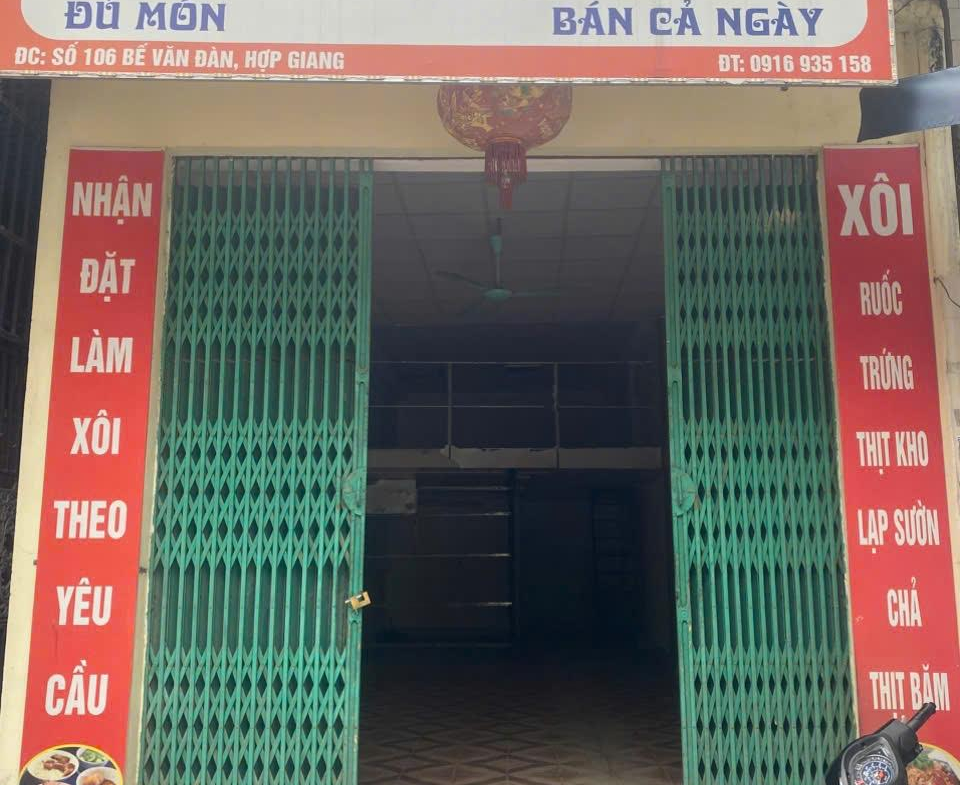 ĐỦ MÓN
BÁN CẢ NGÀY
ĐC: SỐ 106 BẾ VĂN ĐÀN, HỢP GIANG
ĐT: 0916 935 158
NHẬN
ĐẶT
LÀM
XÔI
THEO
YÊU
CẦU
XÔI
RUỐC
TRỨNG
THỊT KHO
LẠP SƯỜN
CHẢ
THỊT BĂM